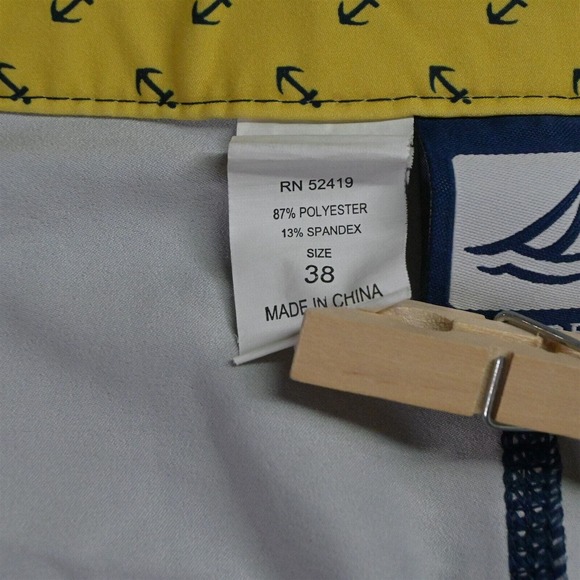 RN 52419
87% POLYESTER
13% SPANDEX
SIZE
38
MADE IN CHINA